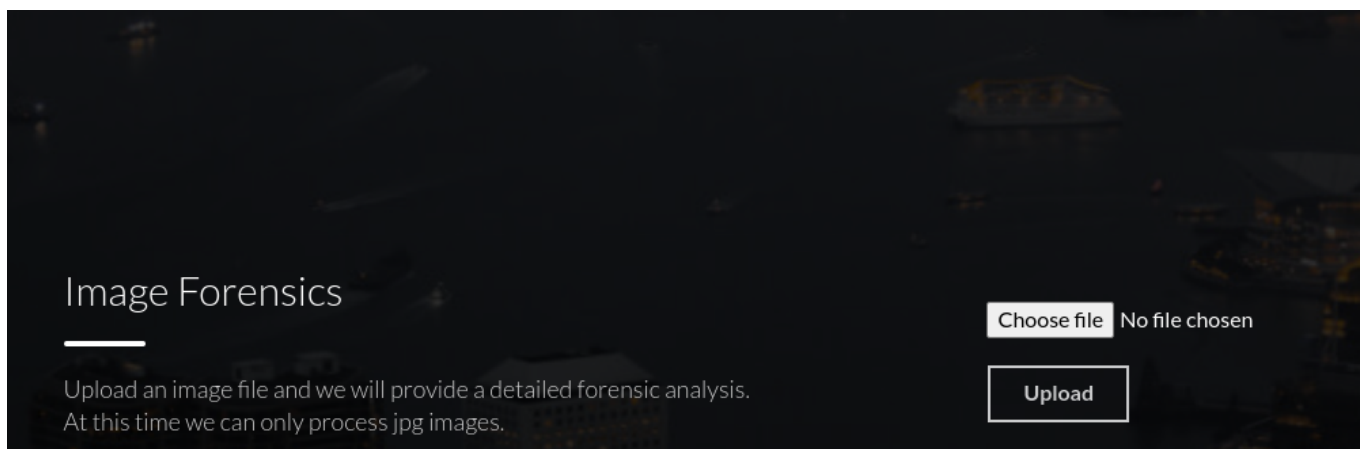 Image Forensics
Choose file No file chosen
Upload an image file and we will provide a detailed forensic analysis.
At this time we can only process jpg images.
Upload